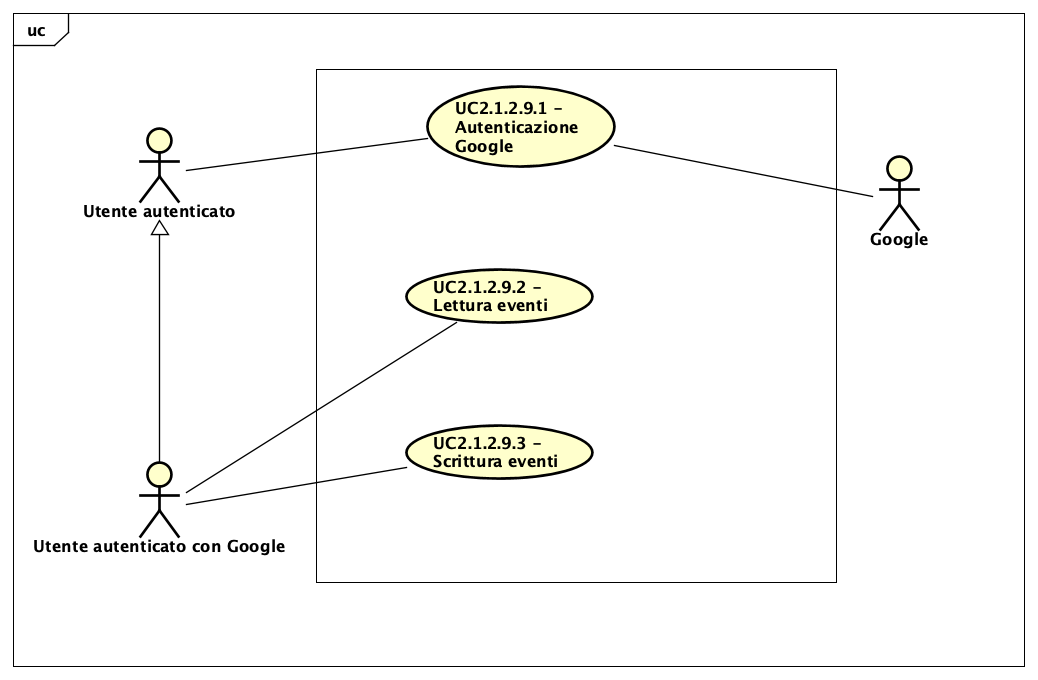 uc
UC2.1.2.9.1 –
Autenticazione
Google
Utente autenticato
Google
UC2.1.2.9.2 –
Lettura eventi
UC2.1.2.9.3 –
Scrittura eventi
Utente autenticato con Google